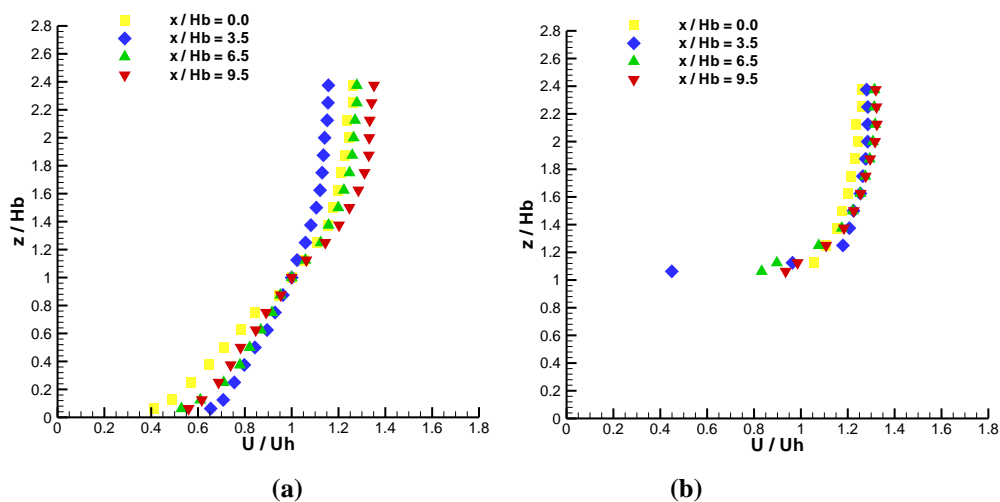 x / Hb = 0.0
x / Hb = 3.5
x / Hb = 6.5
x / Hb = 9.5
z / Hb
2.8
2.6
2.4
2.2
2
1.8
1.6
1.4
1.2
1
0.8
0.6
0.4
0.2
0
0 0.2 0.4 0.6 0.8 1 1.2 1.4 1.6 1.8
U / Uh
(a)
x / Hb = 0.0
x / Hb = 3.5
x / Hb = 6.5
x / Hb = 9.5
z / Hb
2.8
2.6
2.4
2.2
2
1.8
1.6
1.4
1.2
1
0.8
0.6
0.4
0.2
0
0 0.2 0.4 0.6 0.8 1 1.2 1.4 1.6 1.8
U / Uh
(b)